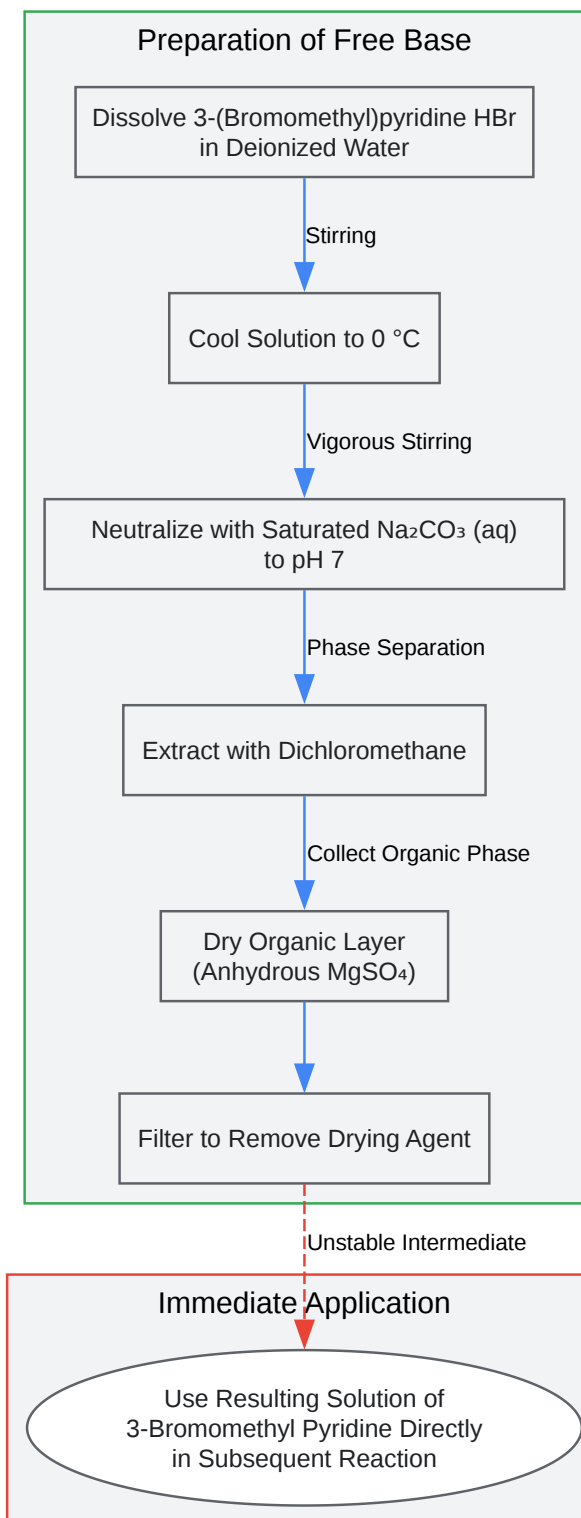 Preparation of Free Base
Dissolve 3-(Bromomethyl)pyridine HBr
in Deionized Water
Stirring
Cool Solution to 0 °C
Vigorous Stirring
Neutralize with Saturated Na₂CO₃ (aq)
to pH 7
Phase Separation
Extract with Dichloromethane
Collect Organic Phase
Dry Organic Layer
(Anhydrous MgSO₄)
Filter to Remove Drying Agent
Unstable Intermediate
Immediate Application
Use Resulting Solution of
3-Bromomethyl Pyridine Directly
in Subsequent Reaction